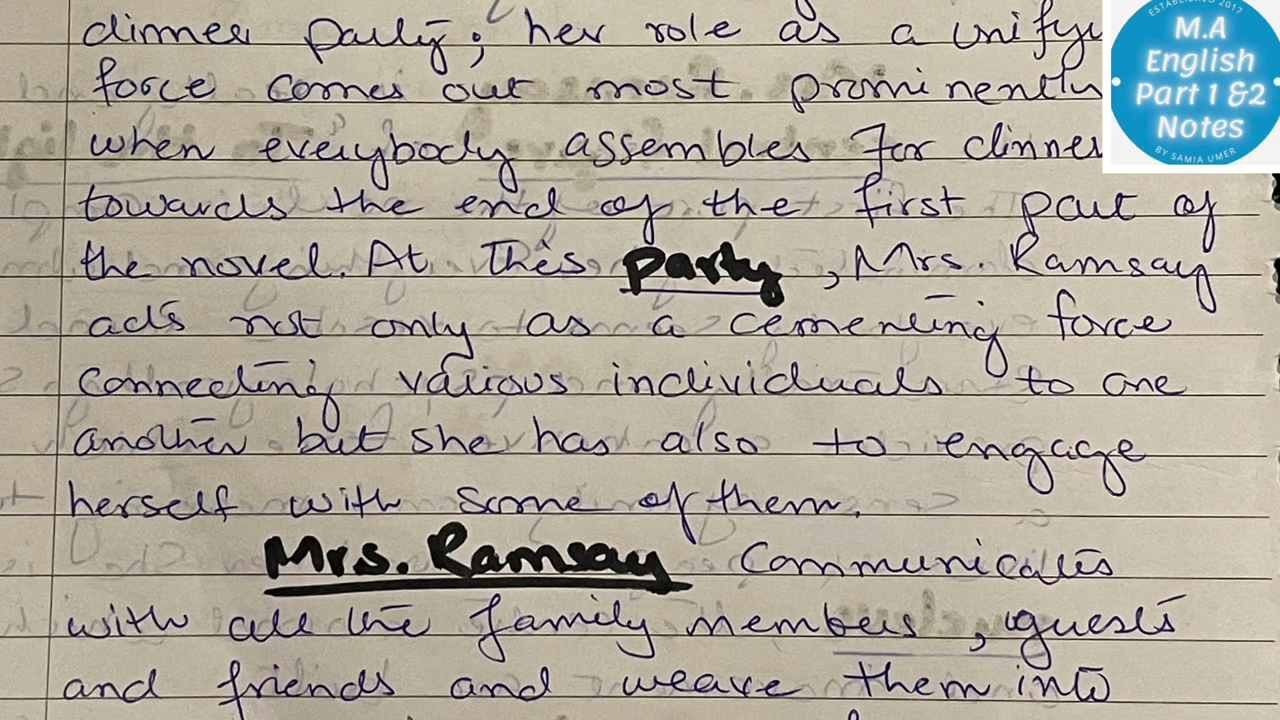 dinner party; her role as a unify
force comes out most prominently
when everybody assembles for dinner
towards the end of the first part of
the novel. At this party, Mrs. Ramsay
acts not only as a cementing force
connecting various individuals to one
another but she has also to engage
herself with some of them.
Mrs. Ramsay Communicates
with all the family members, guests
and friends and weave them into
ESTABLISHED 2017
M.A
English
Part 1 &2
Notes
BY SAMIA UMER